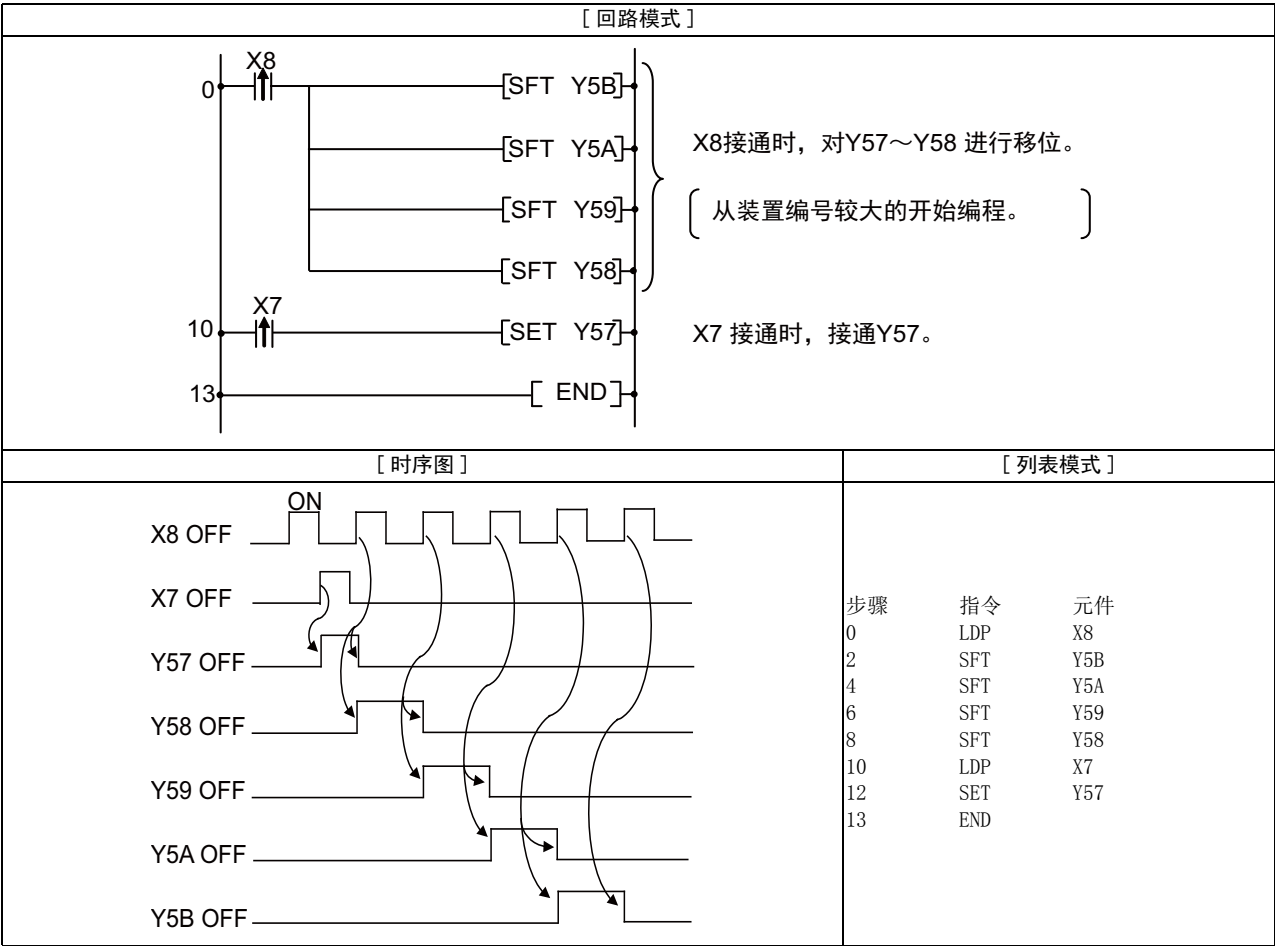 [ 回路模式 ]
X8
0
SFT Y5B
SFT Y5A
X8接通时，对Y57～Y58 进行移位。
SFT Y59
从装置编号较大的开始编程。
SFT Y58
X7
10
SET Y57
X7 接通时，接通Y57。
13
END
[ 时序图 ]
[ 列表模式 ]
ON
X8 OFF
X7 OFF
Y57 OFF
Y58 OFF
Y59 OFF
Y5A OFF
Y5B OFF
步骤 指令 元件
0 LDP X8
2 SFT Y5B
4 SFT Y5A
6 SFT Y59
8 SFT Y58
10 LDP X7
12 SET Y57
13 END